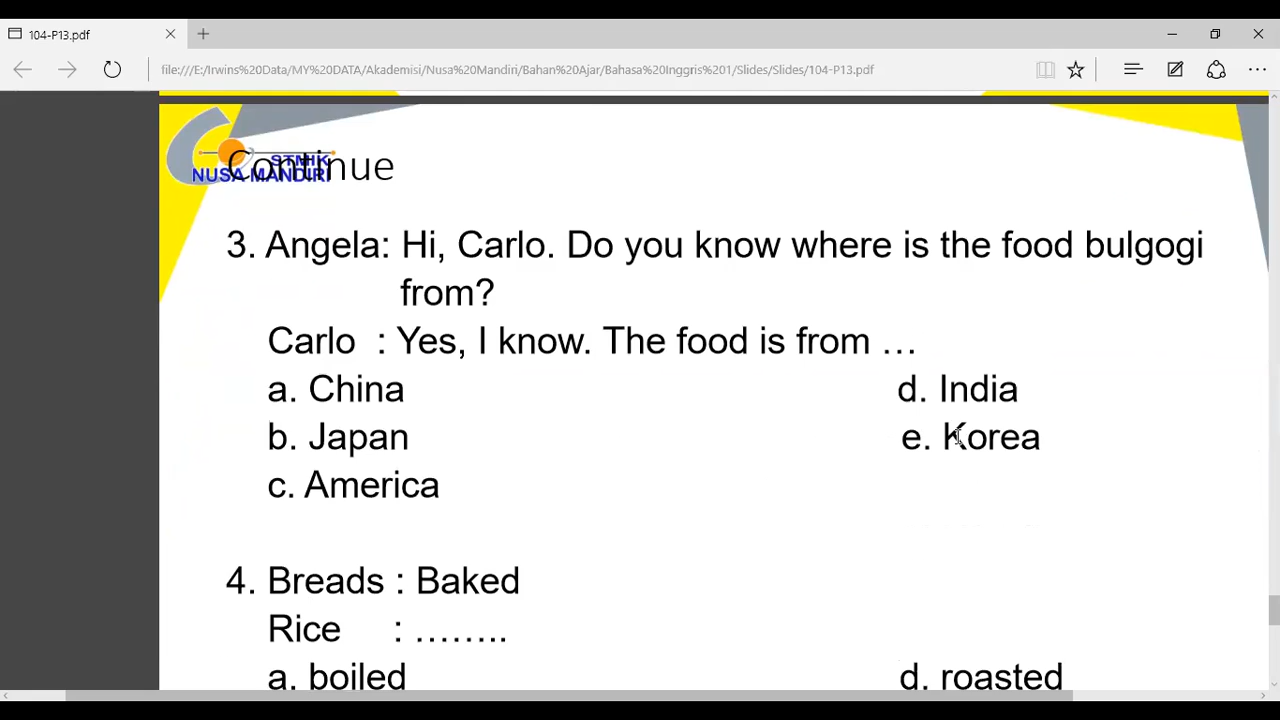 104-P13.pdf
file:///E:/Irwins%20Data/MY%20DATA/Akademisi/Nusa%20Mandiri/Bahan%20Ajar/Bahasa%20Inggris%201/Slides/Slides/104-P13.pdf
STMIK
NUSA MANDIRI
Continue
3. Angela: Hi, Carlo. Do you know where is the food bulgogi
from?
Carlo : Yes, I know. The food is from …
a. China d. India
b. Japan e. Korea
c. America
4. Breads : Baked
Rice : ……..
a. boiled d. roasted